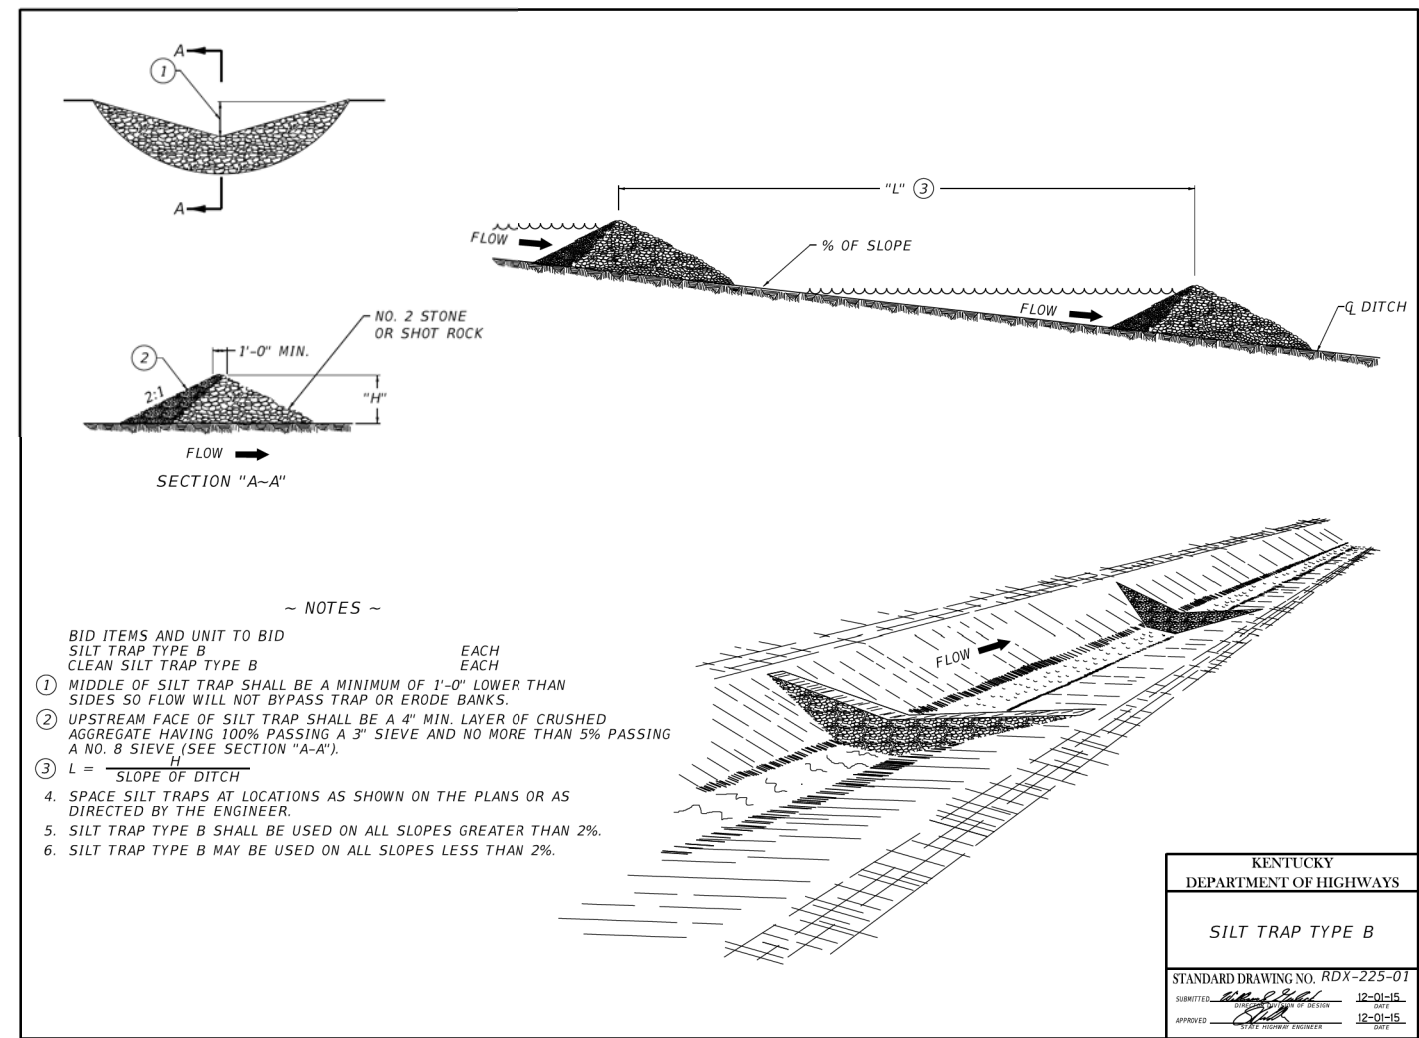 A
1
A
"L" 3
FLOW
% OF SLOPE
FLOW
℄ DITCH
NO. 2 STONE
OR SHOT ROCK
2
1'-0" MIN.
2:1
"H"
FLOW
SECTION "A~A"
FLOW
~ NOTES ~
BID ITEMS AND UNIT TO BID
SILT TRAP TYPE B EACH
CLEAN SILT TRAP TYPE B EACH
1 MIDDLE OF SILT TRAP SHALL BE A MINIMUM OF 1'-0" LOWER THAN
SIDES SO FLOW WILL NOT BYPASS TRAP OR ERODE BANKS.
2 UPSTREAM FACE OF SILT TRAP SHALL BE A 4" MIN. LAYER OF CRUSHED
AGGREGATE HAVING 100% PASSING A 3" SIEVE AND NO MORE THAN 5% PASSING
A NO. 8 SIEVE (SEE SECTION "A-A").
3 L = H
SLOPE OF DITCH
4. SPACE SILT TRAPS AT LOCATIONS AS SHOWN ON THE PLANS OR AS
DIRECTED BY THE ENGINEER.
5. SILT TRAP TYPE B SHALL BE USED ON ALL SLOPES GREATER THAN 2%.
6. SILT TRAP TYPE B MAY BE USED ON ALL SLOPES LESS THAN 2%.
KENTUCKY
DEPARTMENT OF HIGHWAYS
SILT TRAP TYPE B
STANDARD DRAWING NO. RDX-225-01
SUBMITTED 12-01-15
DIRECTOR DIVISION OF DESIGN DATE
APPROVED 12-01-15
STATE HIGHWAY ENGINEER DATE